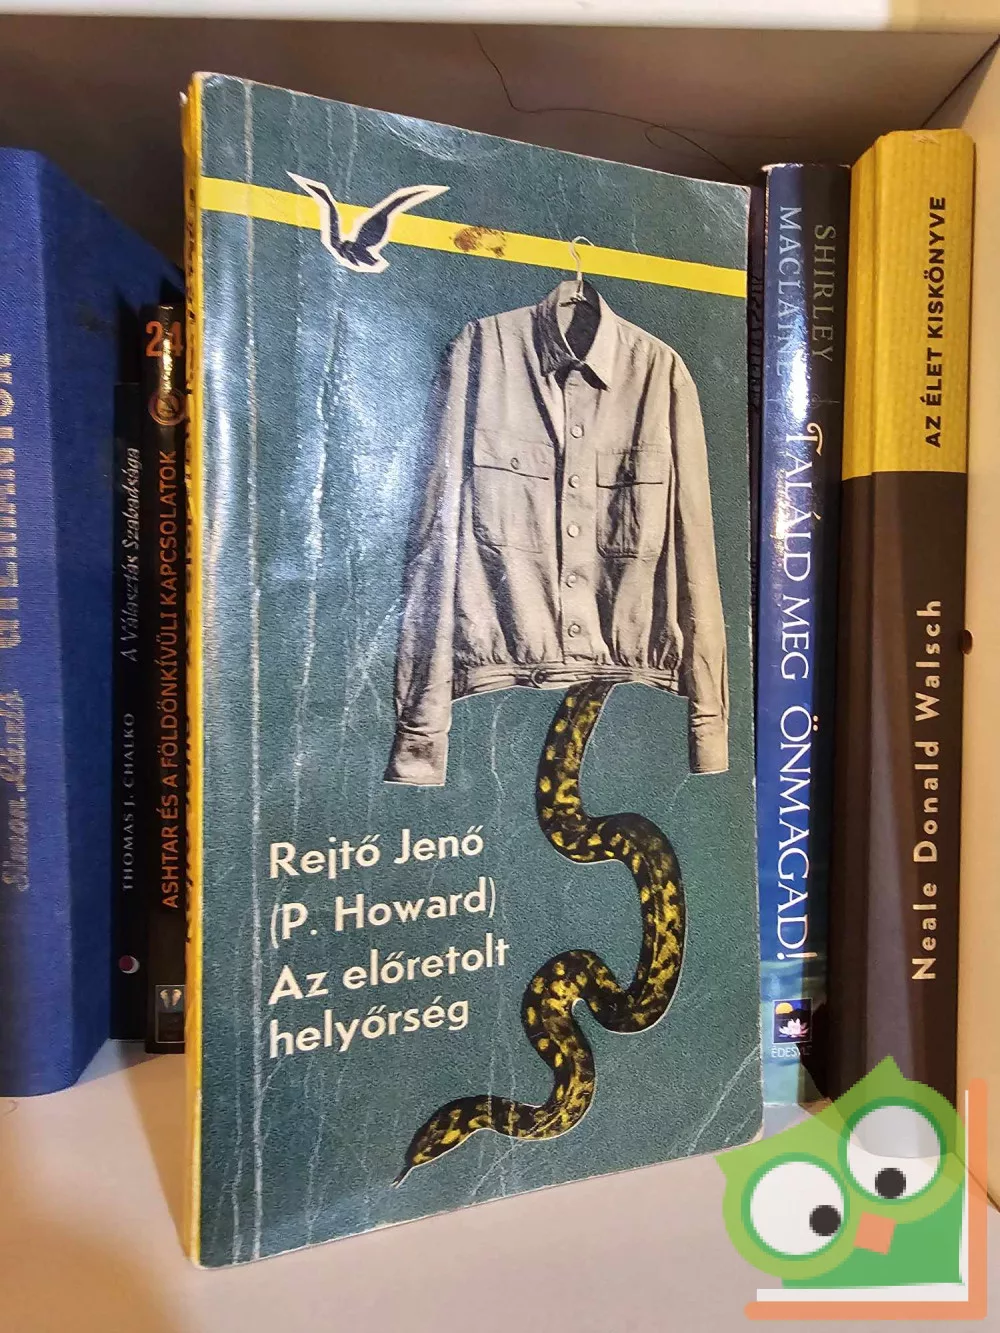 Rejtő Jenő
(P. Howard)
Az előretolt
helyőrség
THOMAS J. CHALKO A Választás Szabadsága
ASHTAR ÉS A FÖLDÖNKÍVÜLI KAPCSOLATOK
SHIRLEY
MACLAINE
TALÁLD MEG ÖNMAGAD!
Neale Donald Walsch
AZ ÉLET KISKÖNYVE